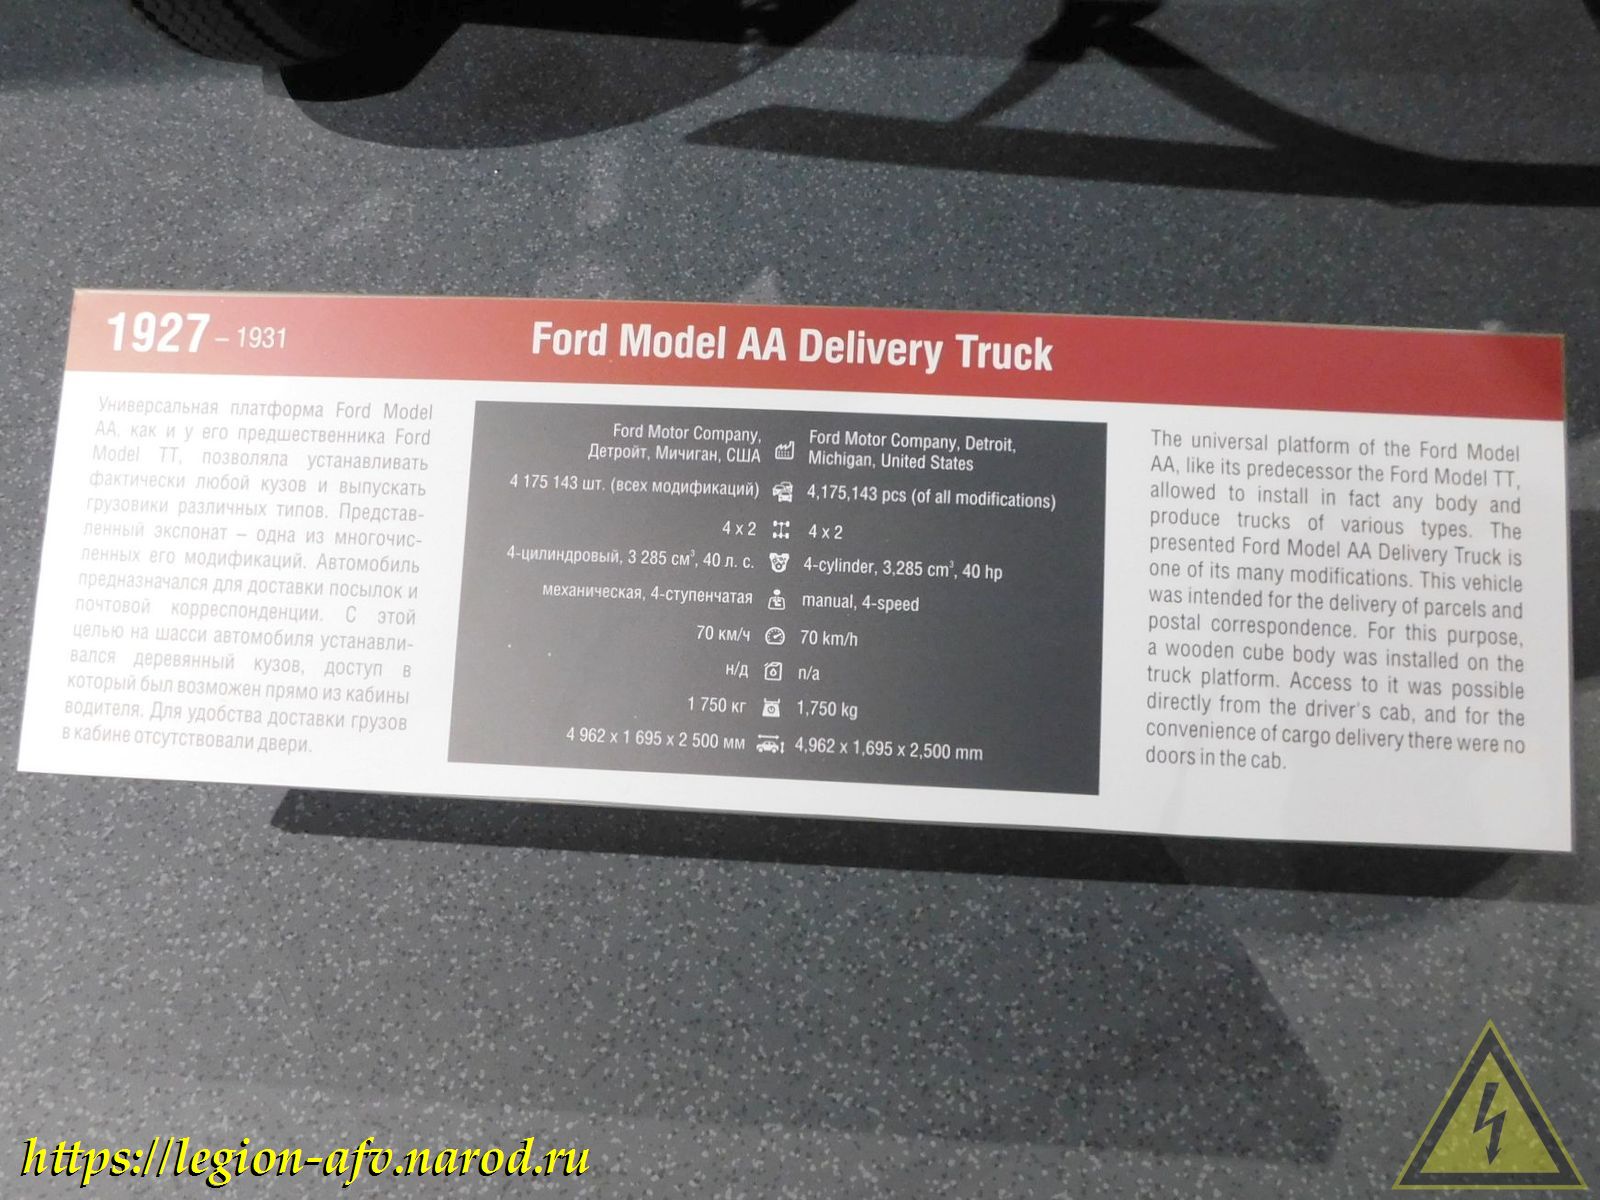 1927 – 1931
Ford Model AA Delivery Truck
Универсальная платформа Ford Model
AA, как и у его предшественника Ford
Model TT, позволяла устанавливать
фактически любой кузов и выпускать
грузовики различных типов. Представ-
ленный экспонат – одна из многочис-
ленных его модификаций. Автомобиль
предназначался для доставки посылок и
почтовой корреспонденции. С этой
целью на шасси автомобиля устанавли-
вался деревянный кузов, доступ в
который был возможен прямо из кабины
водителя. Для удобства доставки грузов
в кабине отсутствовали двери.
Ford Motor Company,
Детройт, Мичиган, США
Ford Motor Company, Detroit,
Michigan, United States
4 175 143 шт. (всех модификаций)
4,175,143 pcs (of all modifications)
4 x 2
4 x 2
4-цилиндровый, 3 285 см³, 40 л. с.
4-cylinder, 3,285 cm³, 40 hp
механическая, 4-ступенчатая
manual, 4-speed
70 км/ч
70 km/h
н/д
n/a
1 750 кг
1,750 kg
4 962 x 1 695 x 2 500 мм
4,962 x 1,695 x 2,500 mm
The universal platform of the Ford Model
AA, like its predecessor the Ford Model TT,
allowed to install in fact any body and
produce trucks of various types. The
presented Ford Model AA Delivery Truck is
one of its many modifications. This vehicle
was intended for the delivery of parcels and
postal correspondence. For this purpose,
a wooden cube body was installed on the
truck platform. Access to it was possible
directly from the driver's cab, and for the
convenience of cargo delivery there were no
doors in the cab.
https://legion-afv.narod.ru